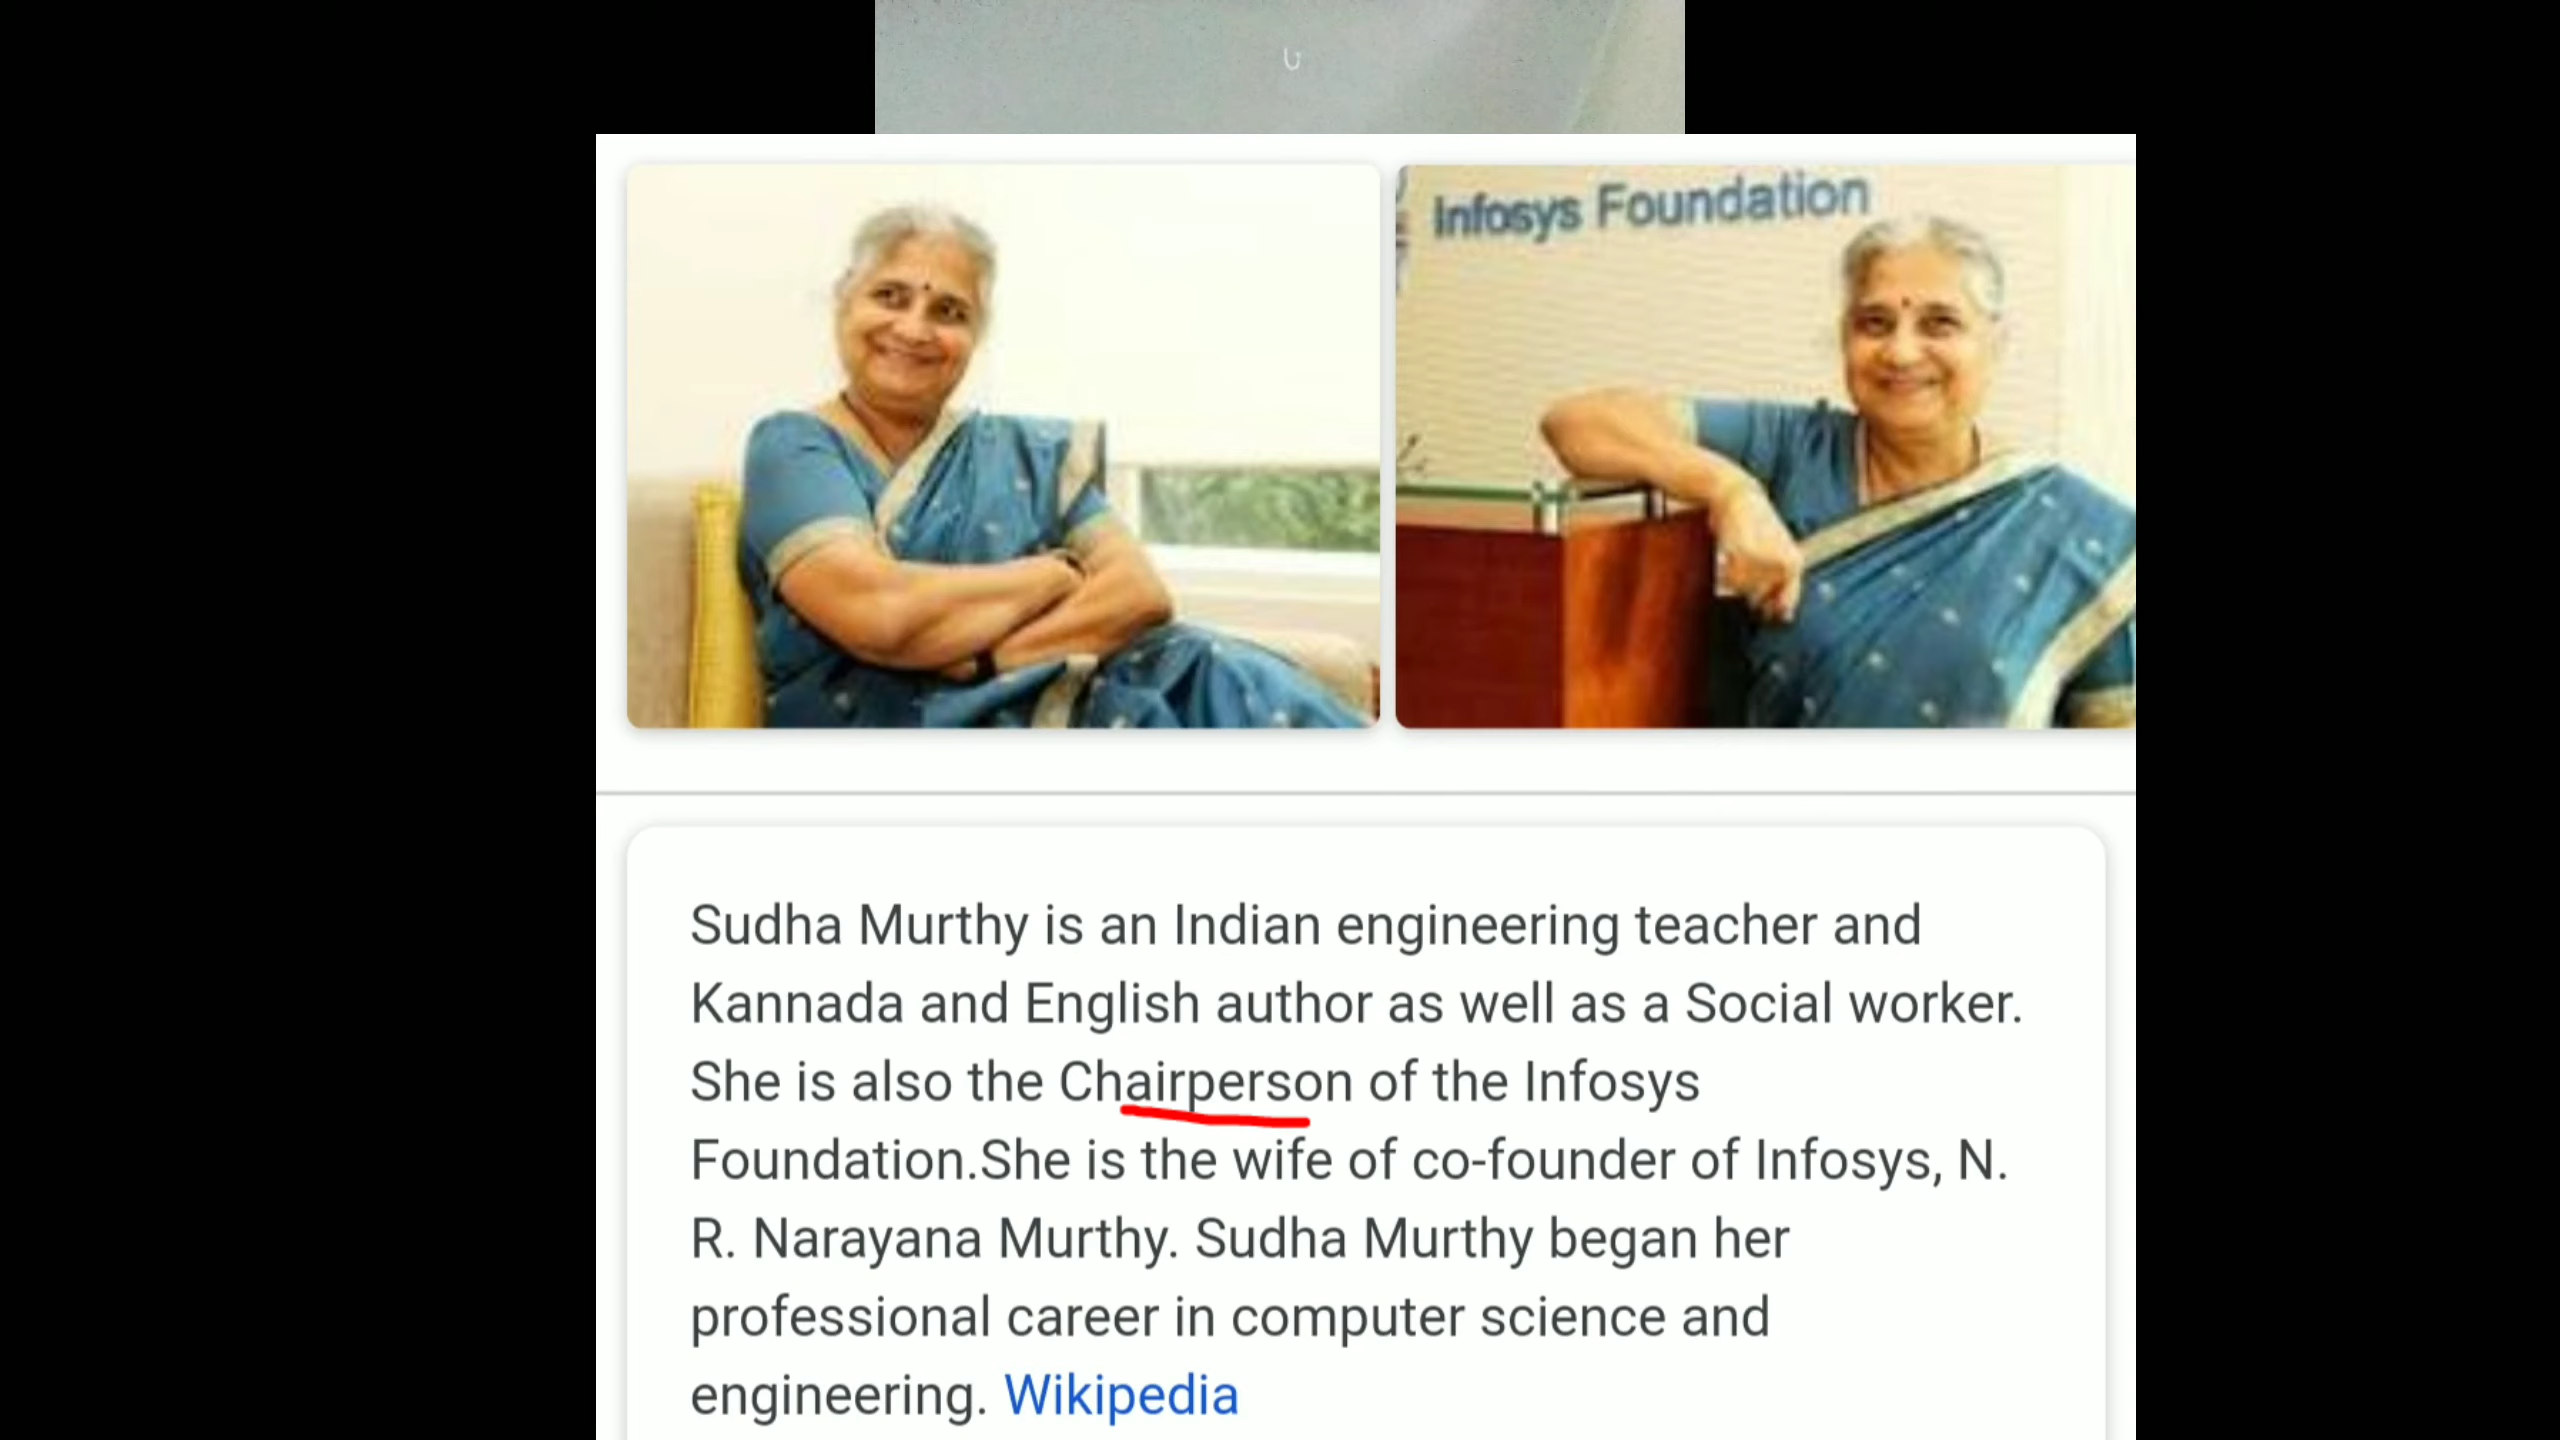 Infosys Foundation
Sudha Murthy is an Indian engineering teacher and
Kannada and English author as well as a Social worker.
She is also the Chairperson of the Infosys
Foundation.She is the wife of co-founder of Infosys, N.
R. Narayana Murthy. Sudha Murthy began her
professional career in computer science and
engineering. Wikipedia